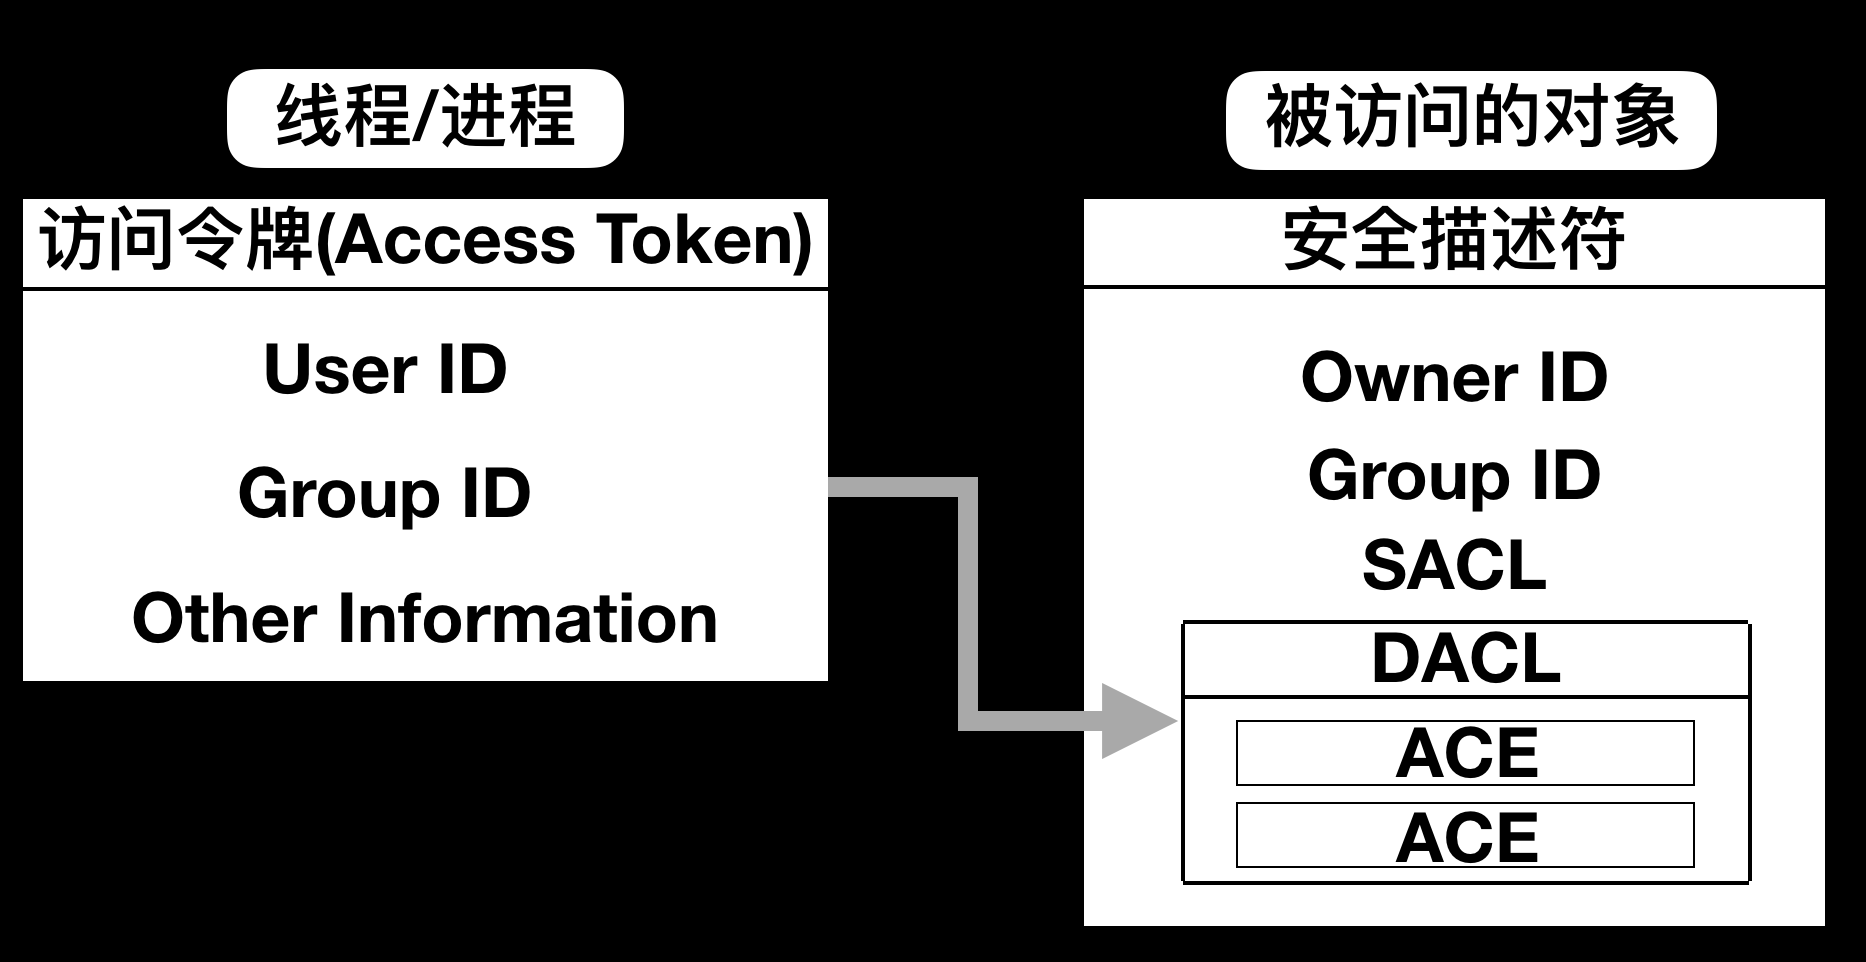 线程/进程
访问令牌(Access Token)
User ID
Group ID
Other Information
被访问的对象
安全描述符
Owner ID
Group ID
SACL
DACL
ACE
ACE